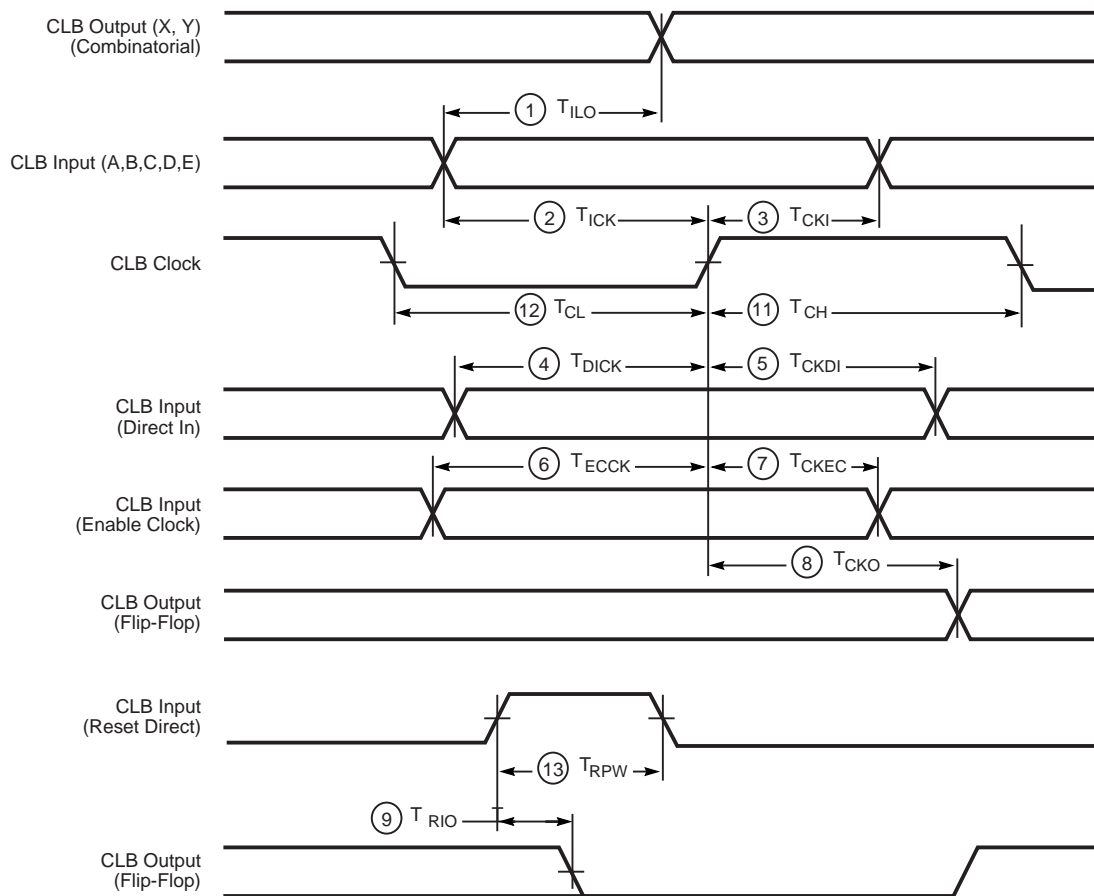 CLB Output (X, Y)
(Combinatorial)
1 TILO
CLB Input (A,B,C,D,E)
2 TICK
3 TCKI
CLB Clock
12 TCL
11 TCH
4 TDICK
5 TCKDI
CLB Input
(Direct In)
6 TECCK
7 TCKEC
CLB Input
(Enable Clock)
8 TCKO
CLB Output
(Flip-Flop)
CLB Input
(Reset Direct)
13 TRPW
9 T RIO
CLB Output
(Flip-Flop)